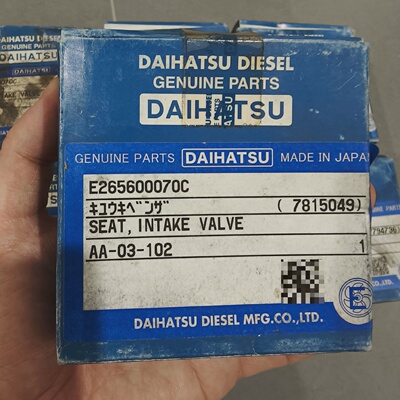 DAIHATSU DIESEL
GENUINE PARTS
DAIHATSU
GENUINE PARTS DAIHATSU MADE IN JAPAN
E265600070C
キユウキベンザ (7815049)
SEAT, INTAKE VALVE
AA-03-102 1
DAIHATSU DIESEL MFG.CO.,LTD.